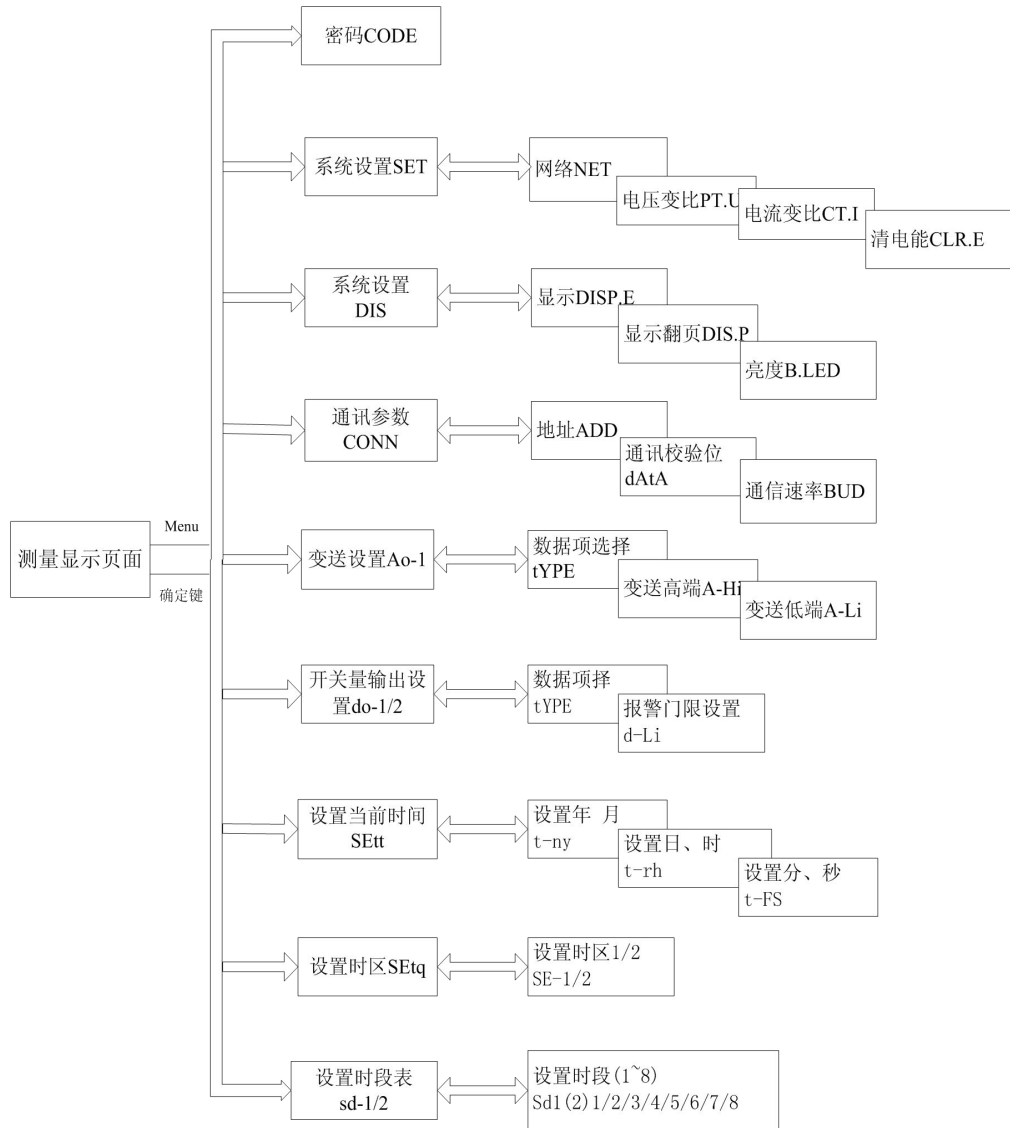 密码CODE
系统设置SET
网络NET
电压变比PT.U
电流变比CT.I
清电能CLR.E
系统设置
DIS
显示DISP.E
显示翻页DIS.P
亮度B.LED
通讯参数
CONN
地址ADD
通讯校验位
dAtA
通信速率BUD
测量显示页面
Menu
确定键
变送设置Ao-1
数据项选择
tYPE
变送高端A-Hi
变送低端A-Li
开关量输出设
置do-1/2
数据项择
tYPE
报警门限设置
d-Li
设置当前时间
SEtt
设置年 月
t-ny
设置日、时
t-rh
设置分、秒
t-FS
设置时区SEtq
设置时区1/2
SE-1/2
设置时段表
sd-1/2
设置时段(1~8)
Sd1(2)1/2/3/4/5/6/7/8